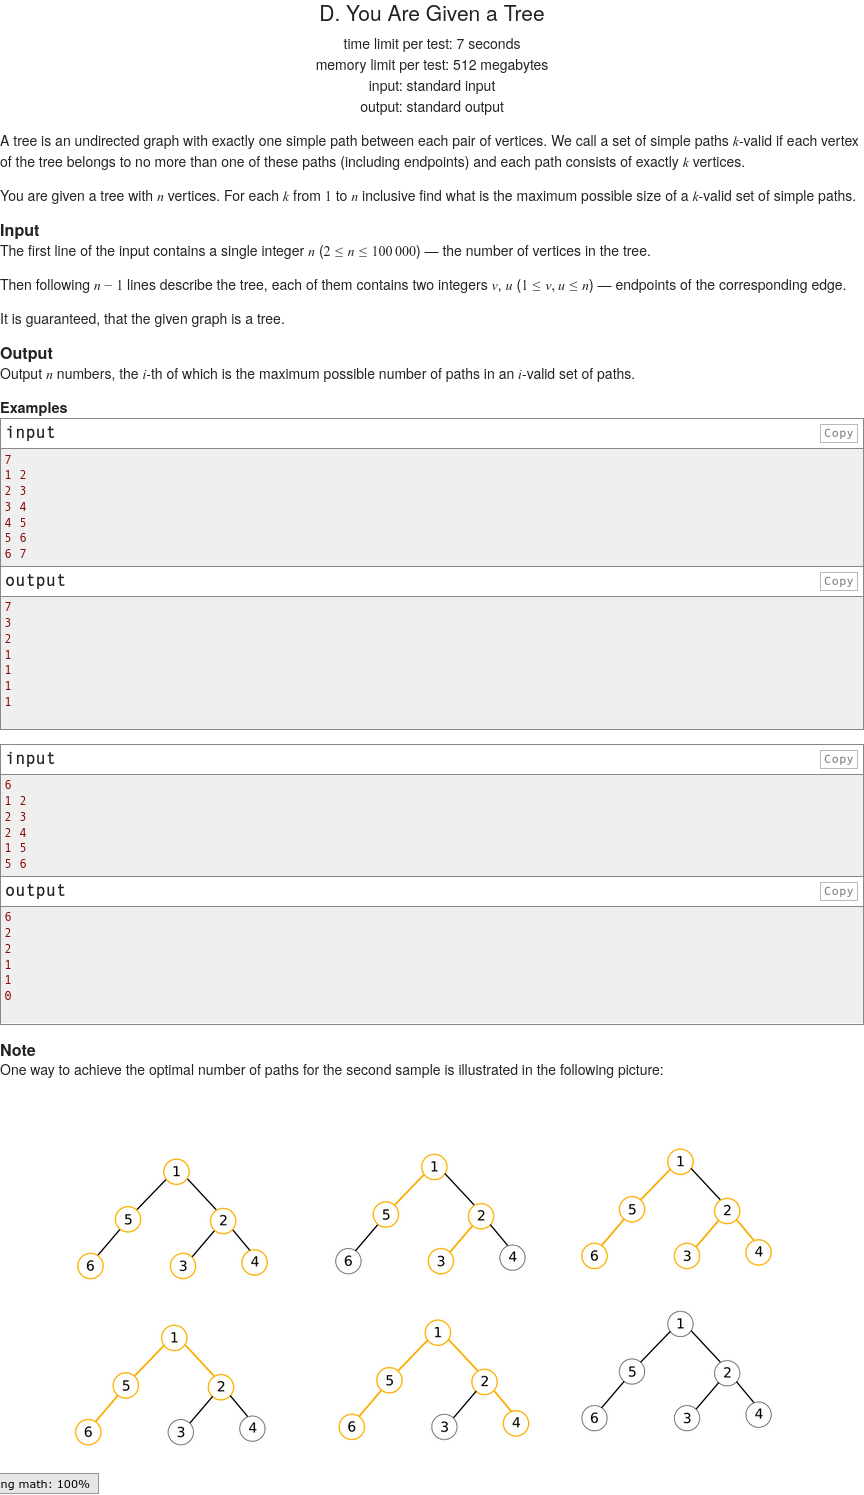 D. You Are Given a Tree
time limit per test: 7 seconds
memory limit per test: 512 megabytes
input: standard input
output: standard output
A tree is an undirected graph with exactly one simple path between each pair of vertices. We call a set of simple paths k-valid if each vertex
of the tree belongs to no more than one of these paths (including endpoints) and each path consists of exactly k vertices.
You are given a tree with n vertices. For each k from 1 to n inclusive find what is the maximum possible size of a k-valid set of simple paths.
Input
The first line of the input contains a single integer n (2 ≤ n ≤ 100 000) — the number of vertices in the tree.
Then following n − 1 lines describe the tree, each of them contains two integers v, u (1 ≤ v, u ≤ n) — endpoints of the corresponding edge.
It is guaranteed, that the given graph is a tree.
Output
Output n numbers, the i-th of which is the maximum possible number of paths in an i-valid set of paths.
Examples
input Copy
7
1 2
2 3
3 4
4 5
5 6
6 7
output Copy
7
3
2
1
1
1
1
input Copy
6
1 2
2 3
2 4
1 5
5 6
output Copy
6
2
2
1
1
0
Note
One way to achieve the optimal number of paths for the second sample is illustrated in the following picture:
1 1 1
5 2 5 2 5 2
6 3 4 6 3 4 6 3 4
1 1 1
5 2 5 2 5 2
6 3 4 6 3 4 6 3 4
ng math: 100%